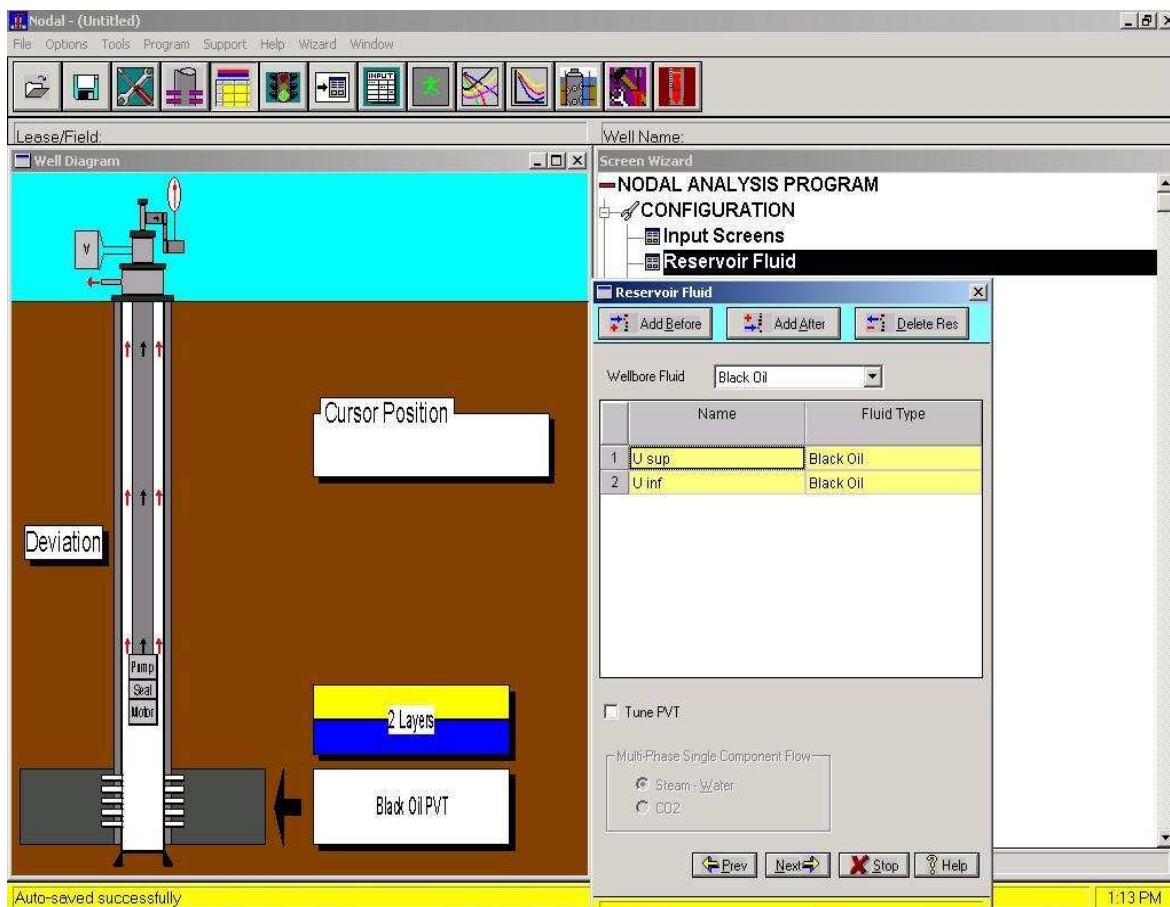 Nodal - (Untitled)
File Options Tools Program Support Help Wizard Window
INPUT
Lease/Field:
Well Name:
Well Diagram
V
Cursor Position
Deviation
Pump
Seal
Motor
2 Layers
Black Oil PVT
Screen Wizard
NODAL ANALYSIS PROGRAM
CONFIGURATION
Input Screens
Reservoir Fluid
Reservoir Fluid
Add Before Add After Delete Res
Wellbore Fluid Black Oil
Name Fluid Type
1 U sup Black Oil
2 U inf Black Oil
Tune PVT
Multi-Phase Single Component Flow
Steam - Water
CO2
Prev Next Stop Help
Auto-saved successfully
1:13 PM